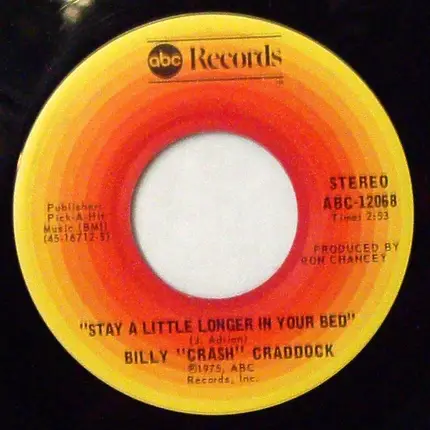 abc Records
STEREO
ABC-12068
Time: 2:53
Publisher:
Pick-A-Hit
Music (BMI)
(45-16712-S)
PRODUCED BY
RON CHANCEY
"STAY A LITTLE LONGER IN YOUR BED"
(J. Adrian)
BILLY "CRASH" CRADDOCK
©1975, ABC
Records, Inc.